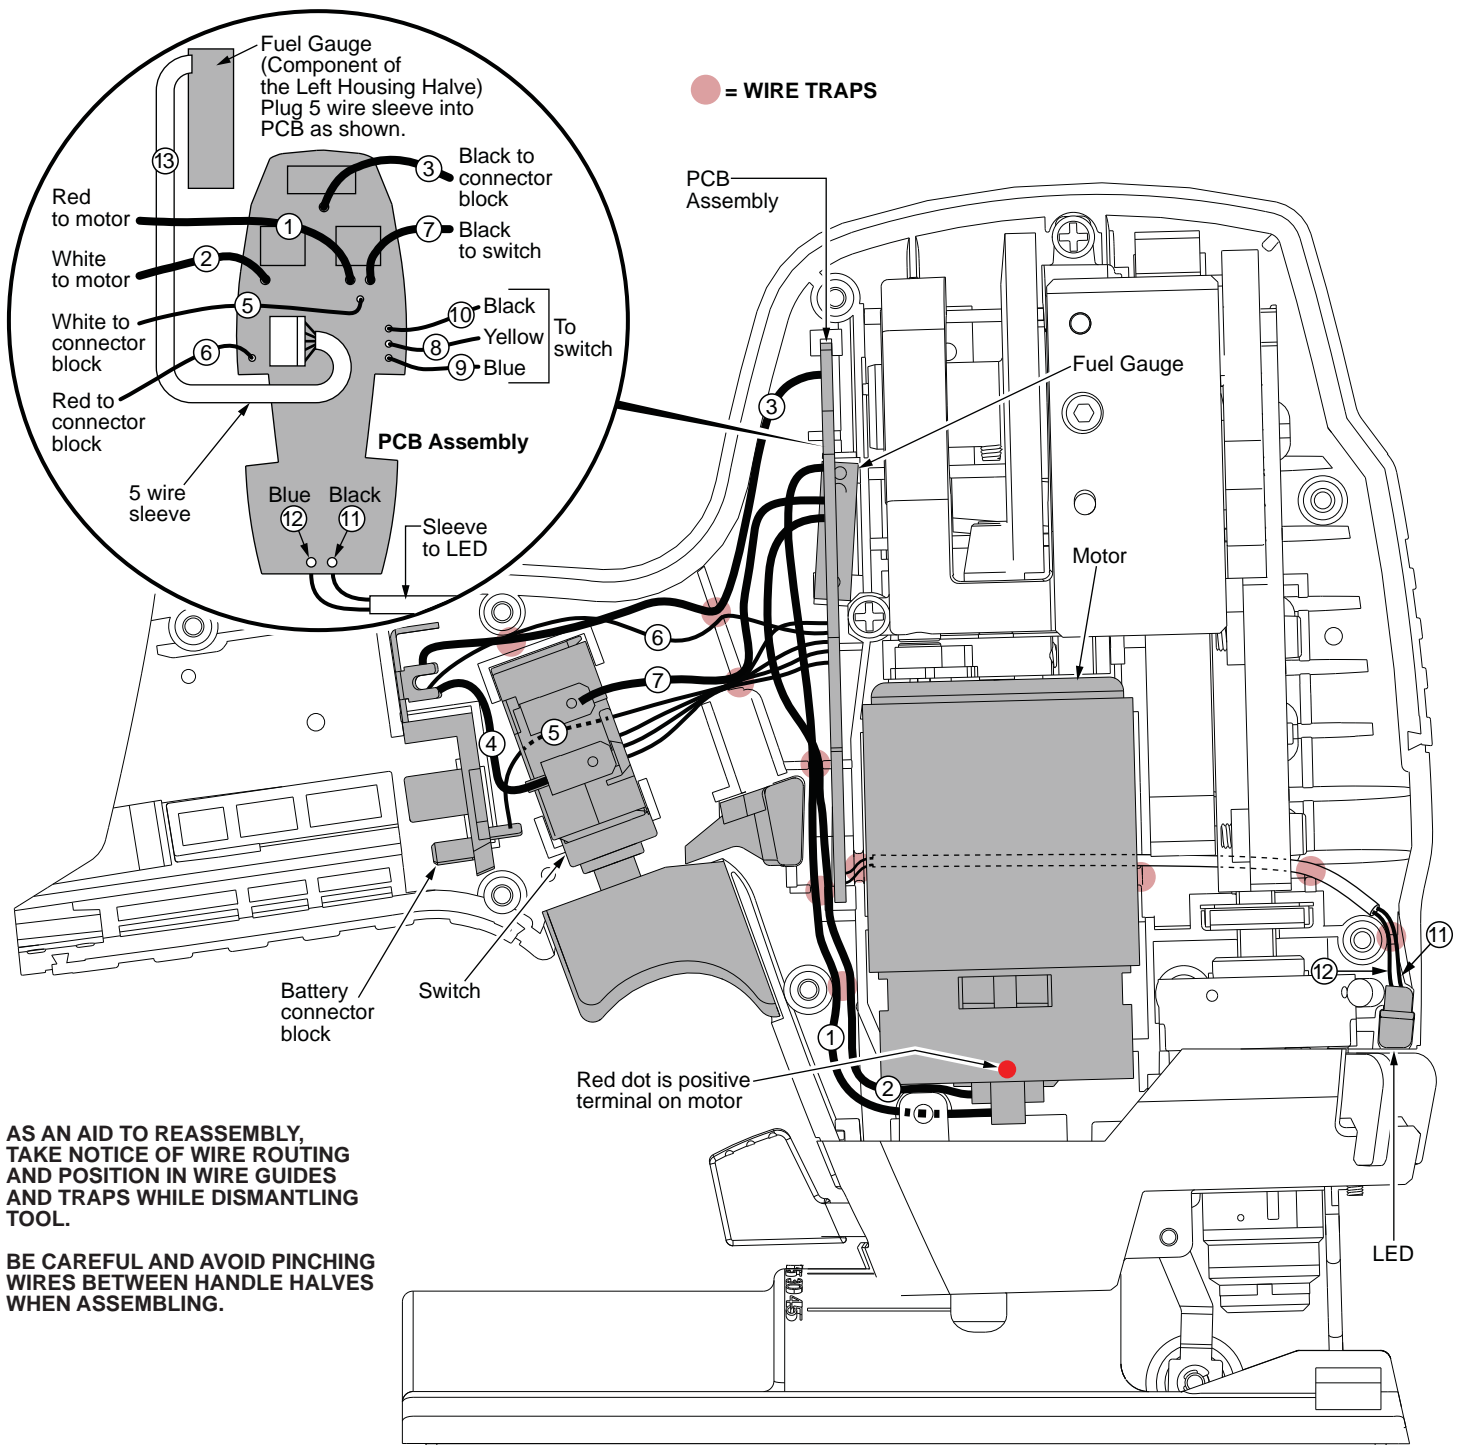 Fuel Gauge
(Component of
the Left Housing Halve)
Plug 5 wire sleeve into
PCB as shown.
= WIRE TRAPS
13
3
Black to
connector
block
Red
to motor
1
7
Black
to switch
White
to motor
2
5
White to
connector
block
10
Black
8
Yellow
9
Blue
To
switch
6
Red to
connector
block
PCB Assembly
5 wire
sleeve
Blue
12
Black
11
Sleeve
to LED
PCB
Assembly
3
Fuel Gauge
Motor
6
7
5
4
Battery
connector
block
Switch
1
2
Red dot is positive
terminal on motor
11
12
LED
AS AN AID TO REASSEMBLY,
TAKE NOTICE OF WIRE ROUTING
AND POSITION IN WIRE GUIDES
AND TRAPS WHILE DISMANTLING
TOOL.
BE CAREFUL AND AVOID PINCHING
WIRES BETWEEN HANDLE HALVES
WHEN ASSEMBLING.